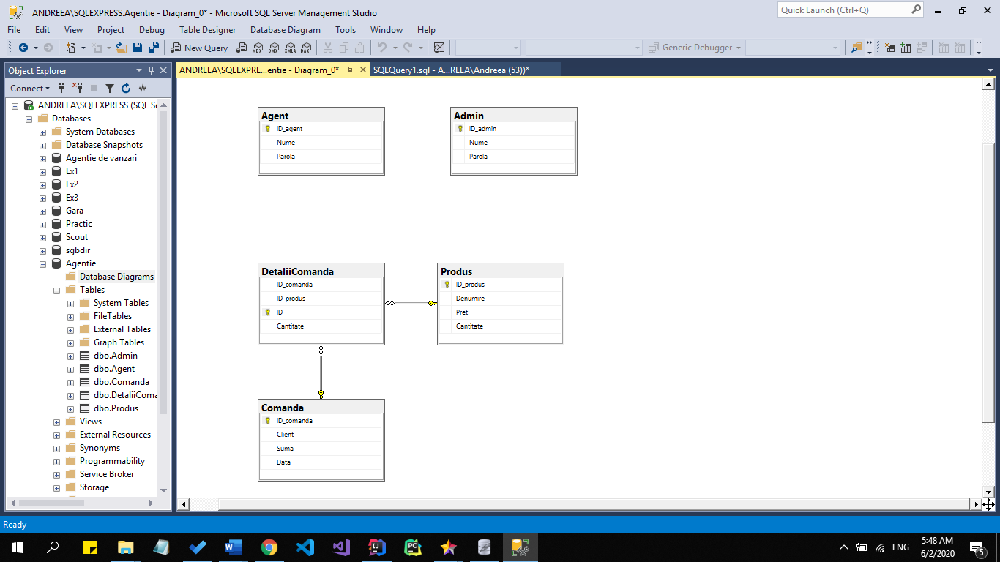 ANDREEA\SQLEXPRESS.Agentie - Diagram_0* - Microsoft SQL Server Management Studio
Quick Launch (Ctrl+Q)
File Edit View Project Debug Table Designer Database Diagram Tools Window Help
New Query MDX DMX XMLA DAX Generic Debugger
Object Explorer
ANDREEA\SQLEXPRE...entie - Diagram_0*
SQLQuery1.sql - A...REEA\Andreea (53))*
Connect
ANDREEA\SQLEXPRESS (SQL Se
Databases
System Databases
Database Snapshots
Agentie de vanzari
Ex1
Ex2
Ex3
Gara
Practic
Scout
sgbdir
Agentie
Database Diagrams
Tables
System Tables
FileTables
External Tables
Graph Tables
dbo.Admin
dbo.Agent
dbo.Comanda
dbo.DetaliiComa
dbo.Produs
Views
External Resources
Synonyms
Programmability
Service Broker
Storage
Agent
ID_agent
Nume
Parola
Admin
ID_admin
Nume
Parola
DetaliiComanda
ID_comanda
ID_produs
ID
Cantitate
Produs
ID_produs
Denumire
Pret
Cantitate
Comanda
ID_comanda
Client
Suma
Data
Ready
ENG
5:48 AM
6/2/2020
5